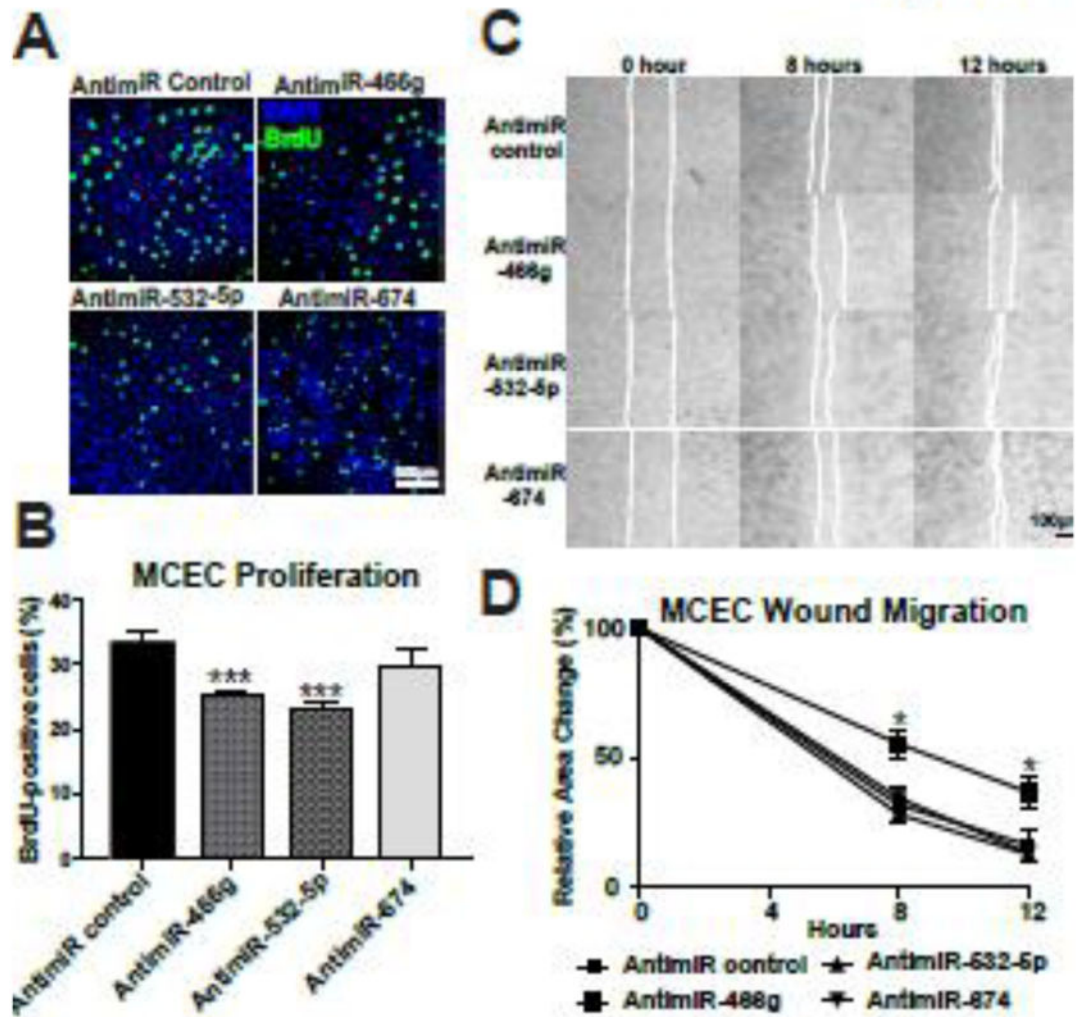 A
AntimIR Control
AntimIR-466g
DAPI
BrdU
AntimIR-532-5p
AntimIR-674
B
MCEC Proliferation
BrdU-positive cells (%)
40
30
20
10
0
***
***
AntimIR control
AntimIR-466g
AntimIR-532-5p
AntimIR-674
C
0 hour
8 hours
12 hours
AntimiR
control
AntimiR
-466g
AntimiR
-532-5p
AntimiR
-674
D
MCEC Wound Migration
Relative Area Change (%)
100
50
0
*
*
0
4
8
12
Hours
AntimIR control
AntimIR-532-5p
AntimIR-466g
AntimIR-674